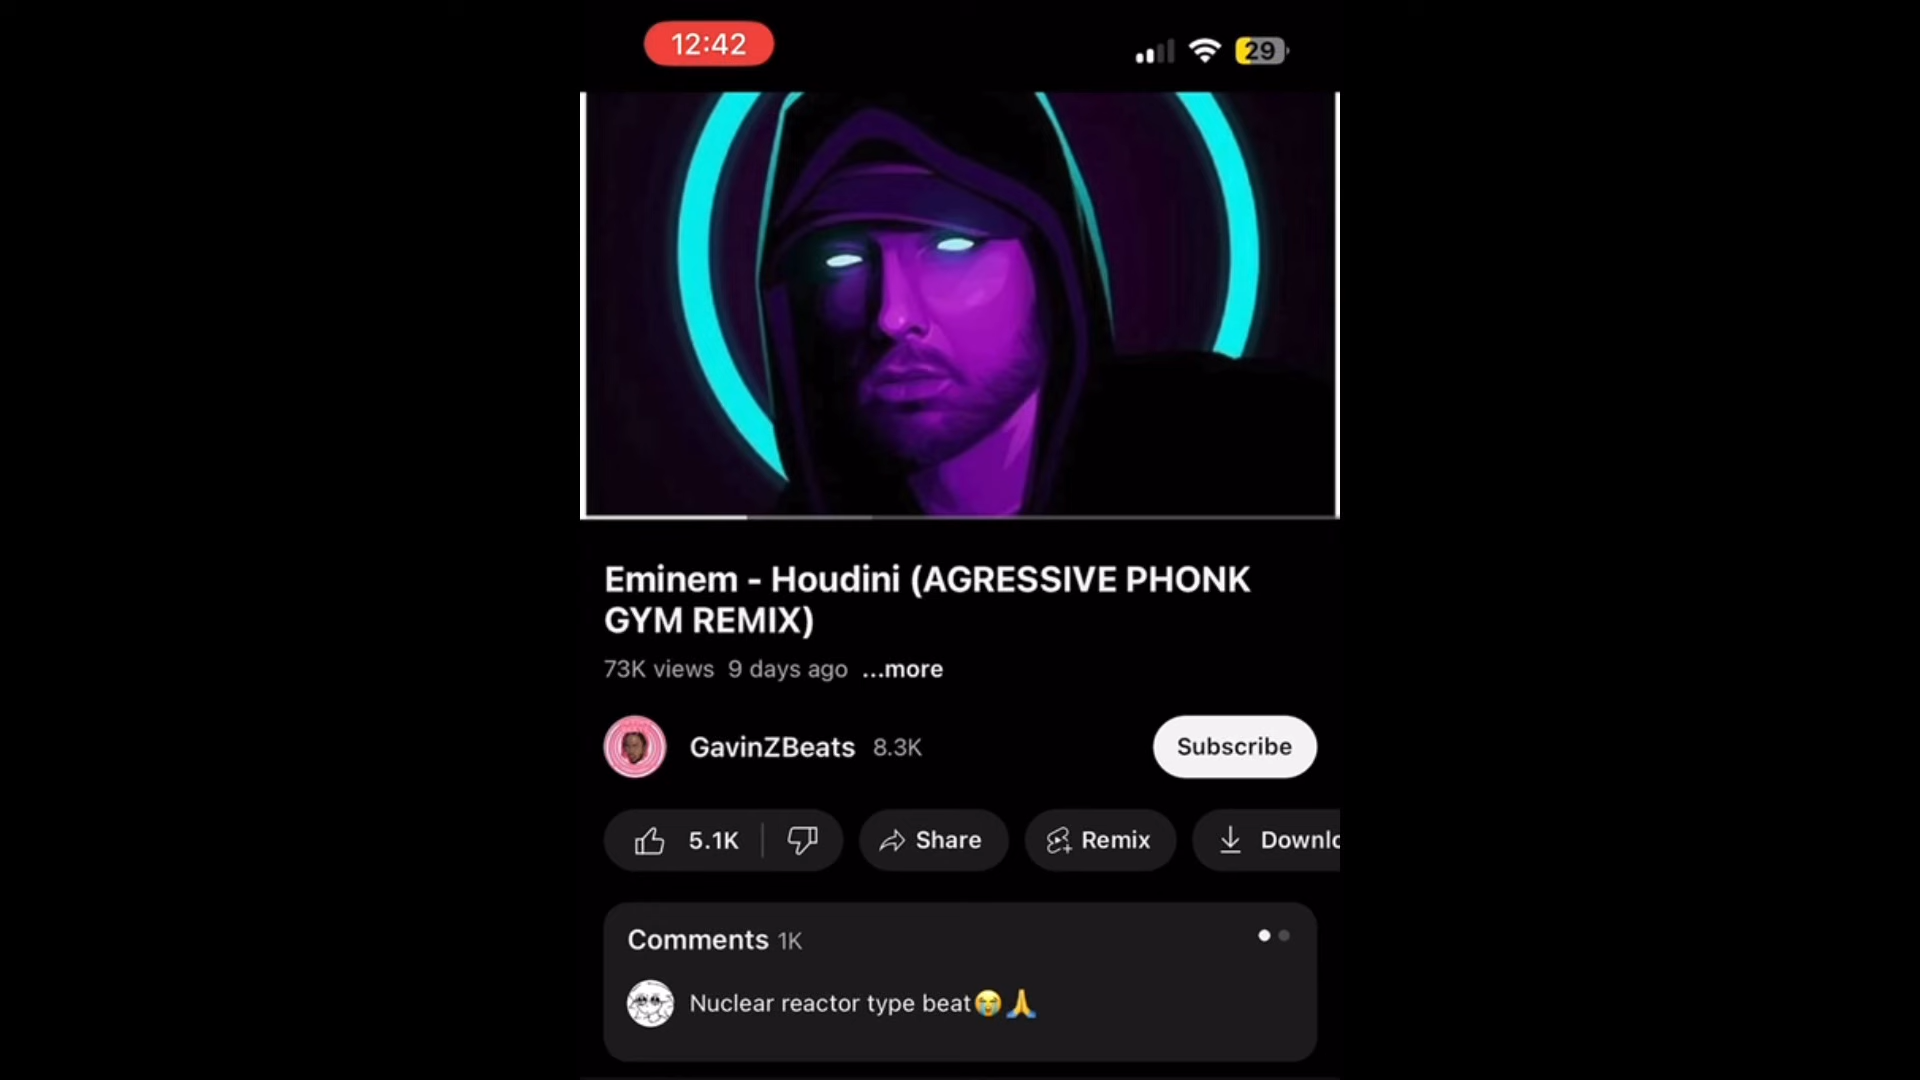 12:42
29
Eminem - Houdini (AGRESSIVE PHONK
GYM REMIX)
73K views 9 days ago ...more
GavinZBeats 8.3K
Subscribe
5.1K
Share
Remix
Downlo
Comments 1K
Nuclear reactor type beat😭🙏